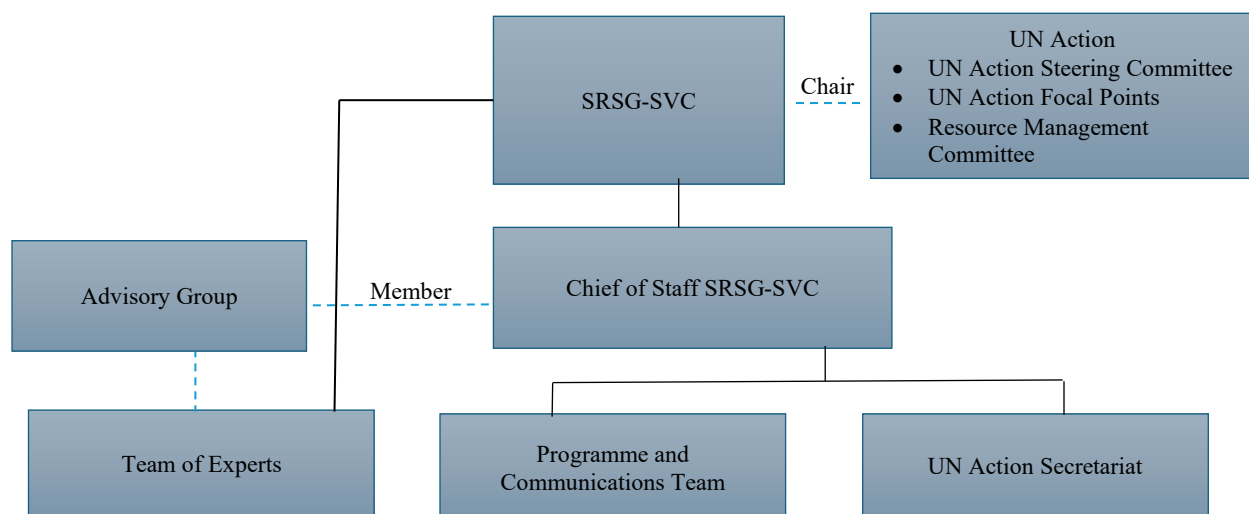 UN Action
• UN Action Steering Committee
• UN Action Focal Points
• Resource Management
Committee
Chair
SRSG-SVC
Advisory Group
Member
Chief of Staff SRSG-SVC
Team of Experts
Programme and
Communications Team
UN Action Secretariat